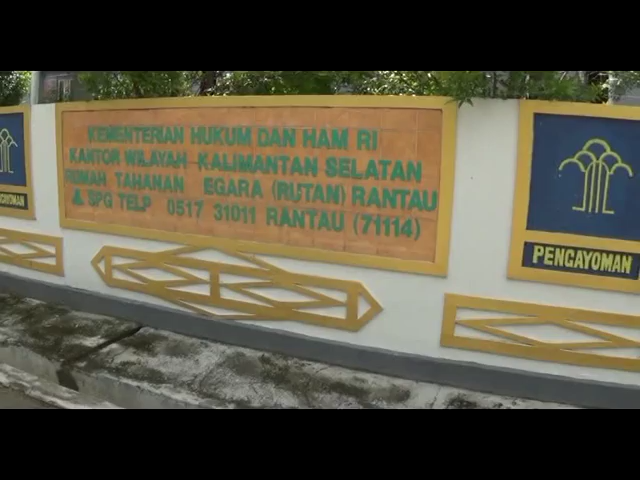 KEMENTERIAN HUKUM DAN HAM RI
KANTOR WILAYAH KALIMANTAN SELATAN
RUMAH TAHANAN EGARA (RUTAN) RANTAU
SPG TELP 0517 31011 RANTAU (71114)
PENGAYOMAN